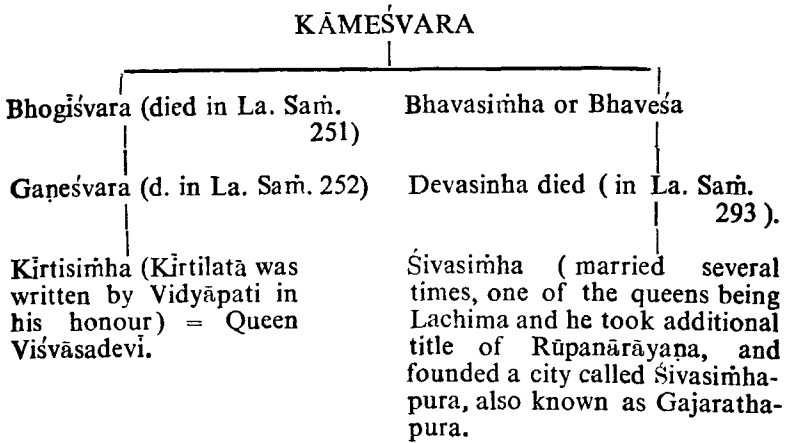 KĀMEŚVARA
Bhogīśvara (died in La. Saṁ.
251)
Gaṇeśvara (d. in La. Saṁ. 252)
Kīrtisiṁha (Kīrtilatā was
written by Vidyāpati in
his honour) = Queen
Viśvāsadevī.
Bhavasiṁha or Bhaveśa
Devasinha died ( in La. Saṁ.
293 ).
Śivasiṁha ( married several
times, one of the queens being
Lachima and he took additional
title of Rūpanārāyaṇa, and
founded a city called Śivasiṁha-
pura, also known as Gajaratha-
pura.